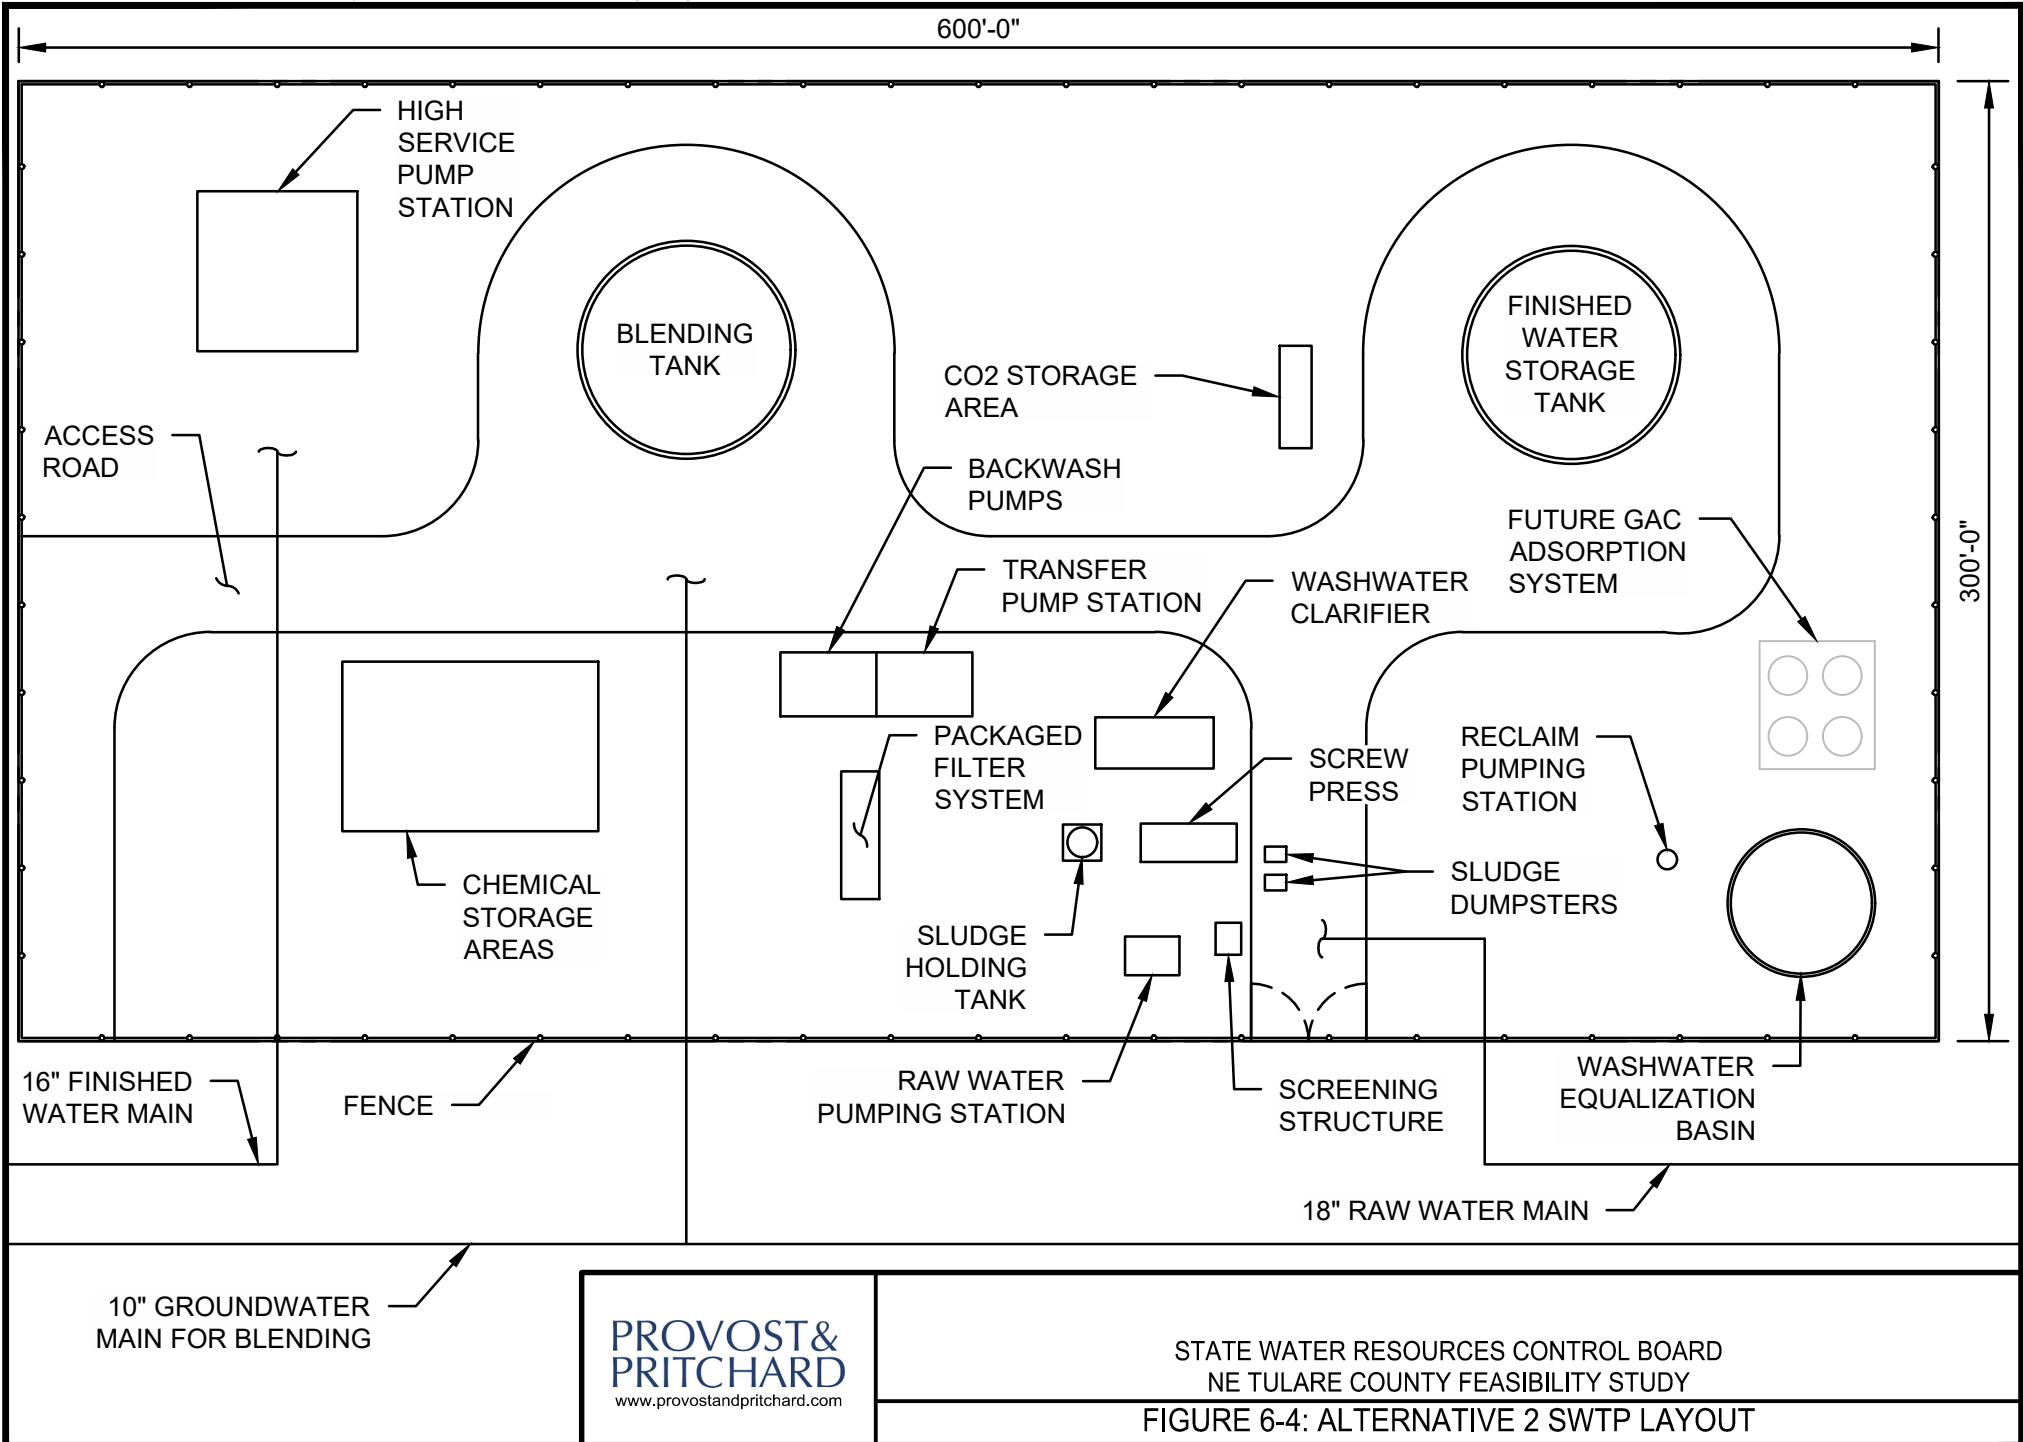 600'-0"
HIGH
SERVICE
PUMP
STATION
BLENDING
TANK
FINISHED
WATER
STORAGE
TANK
CO2 STORAGE
AREA
ACCESS
ROAD
BACKWASH
PUMPS
FUTURE GAC
ADSORPTION
SYSTEM
300'-0"
TRANSFER
PUMP STATION
WASHWATER
CLARIFIER
PACKAGED
FILTER
SYSTEM
SCREW
PRESS
RECLAIM
PUMPING
STATION
CHEMICAL
STORAGE
AREAS
SLUDGE
DUMPSTERS
SLUDGE
HOLDING
TANK
16" FINISHED
WATER MAIN
FENCE
RAW WATER
PUMPING STATION
SCREENING
STRUCTURE
WASHWATER
EQUALIZATION
BASIN
18" RAW WATER MAIN
10" GROUNDWATER
MAIN FOR BLENDING
PROVOST&
PRITCHARD
www.provostandpritchard.com
STATE WATER RESOURCES CONTROL BOARD
NE TULARE COUNTY FEASIBILITY STUDY
FIGURE 6-4: ALTERNATIVE 2 SWTP LAYOUT